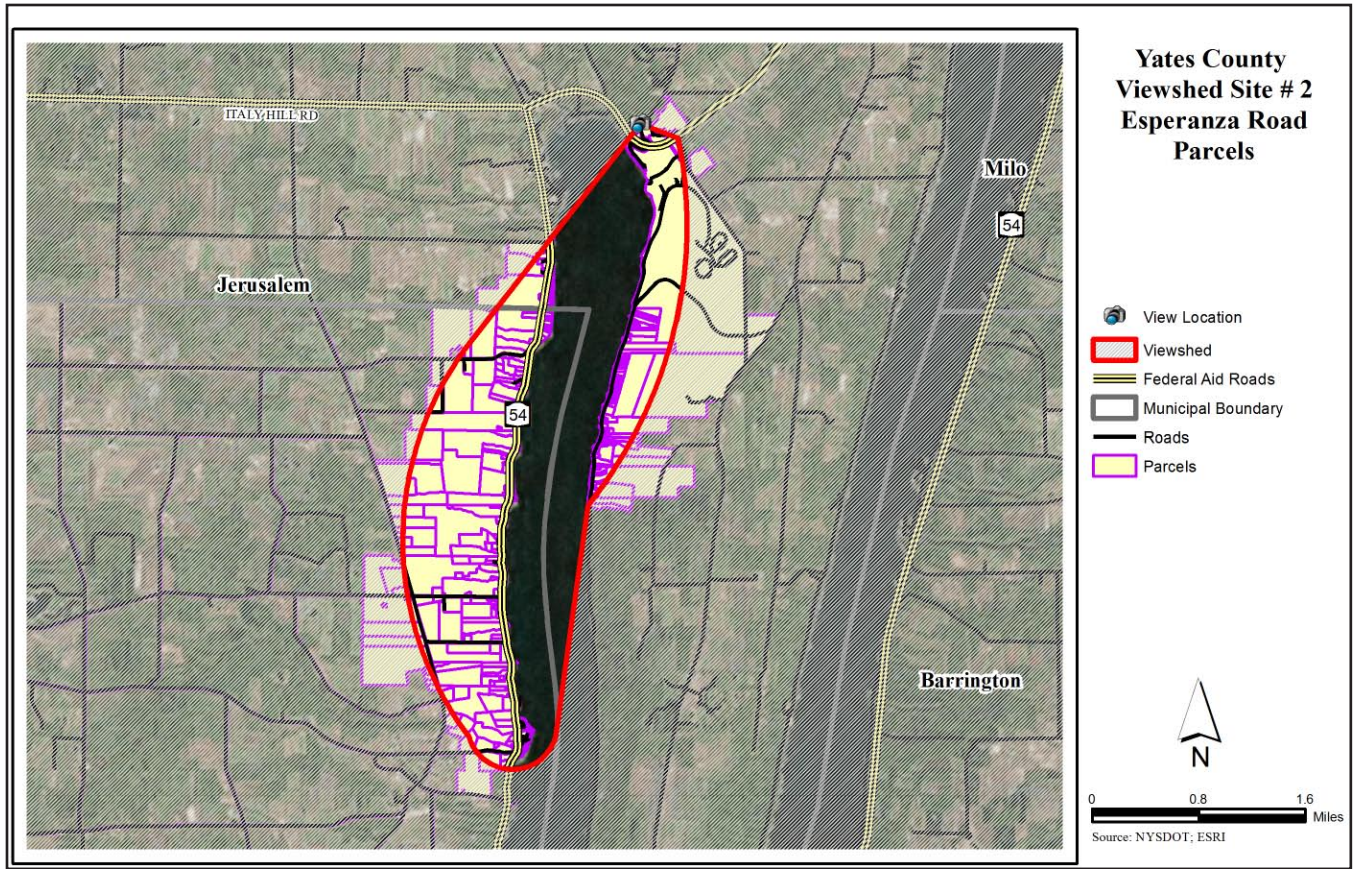 Yates County
Viewshed Site # 2
Esperanza Road
Parcels
ITALY HILL RD
Milo
54
Jerusalem
54
Barrington
View Location
Viewshed
Federal Aid Roads
Municipal Boundary
Roads
Parcels
N
0 0.8 1.6
Miles
Source: NYSDOT; ESRI